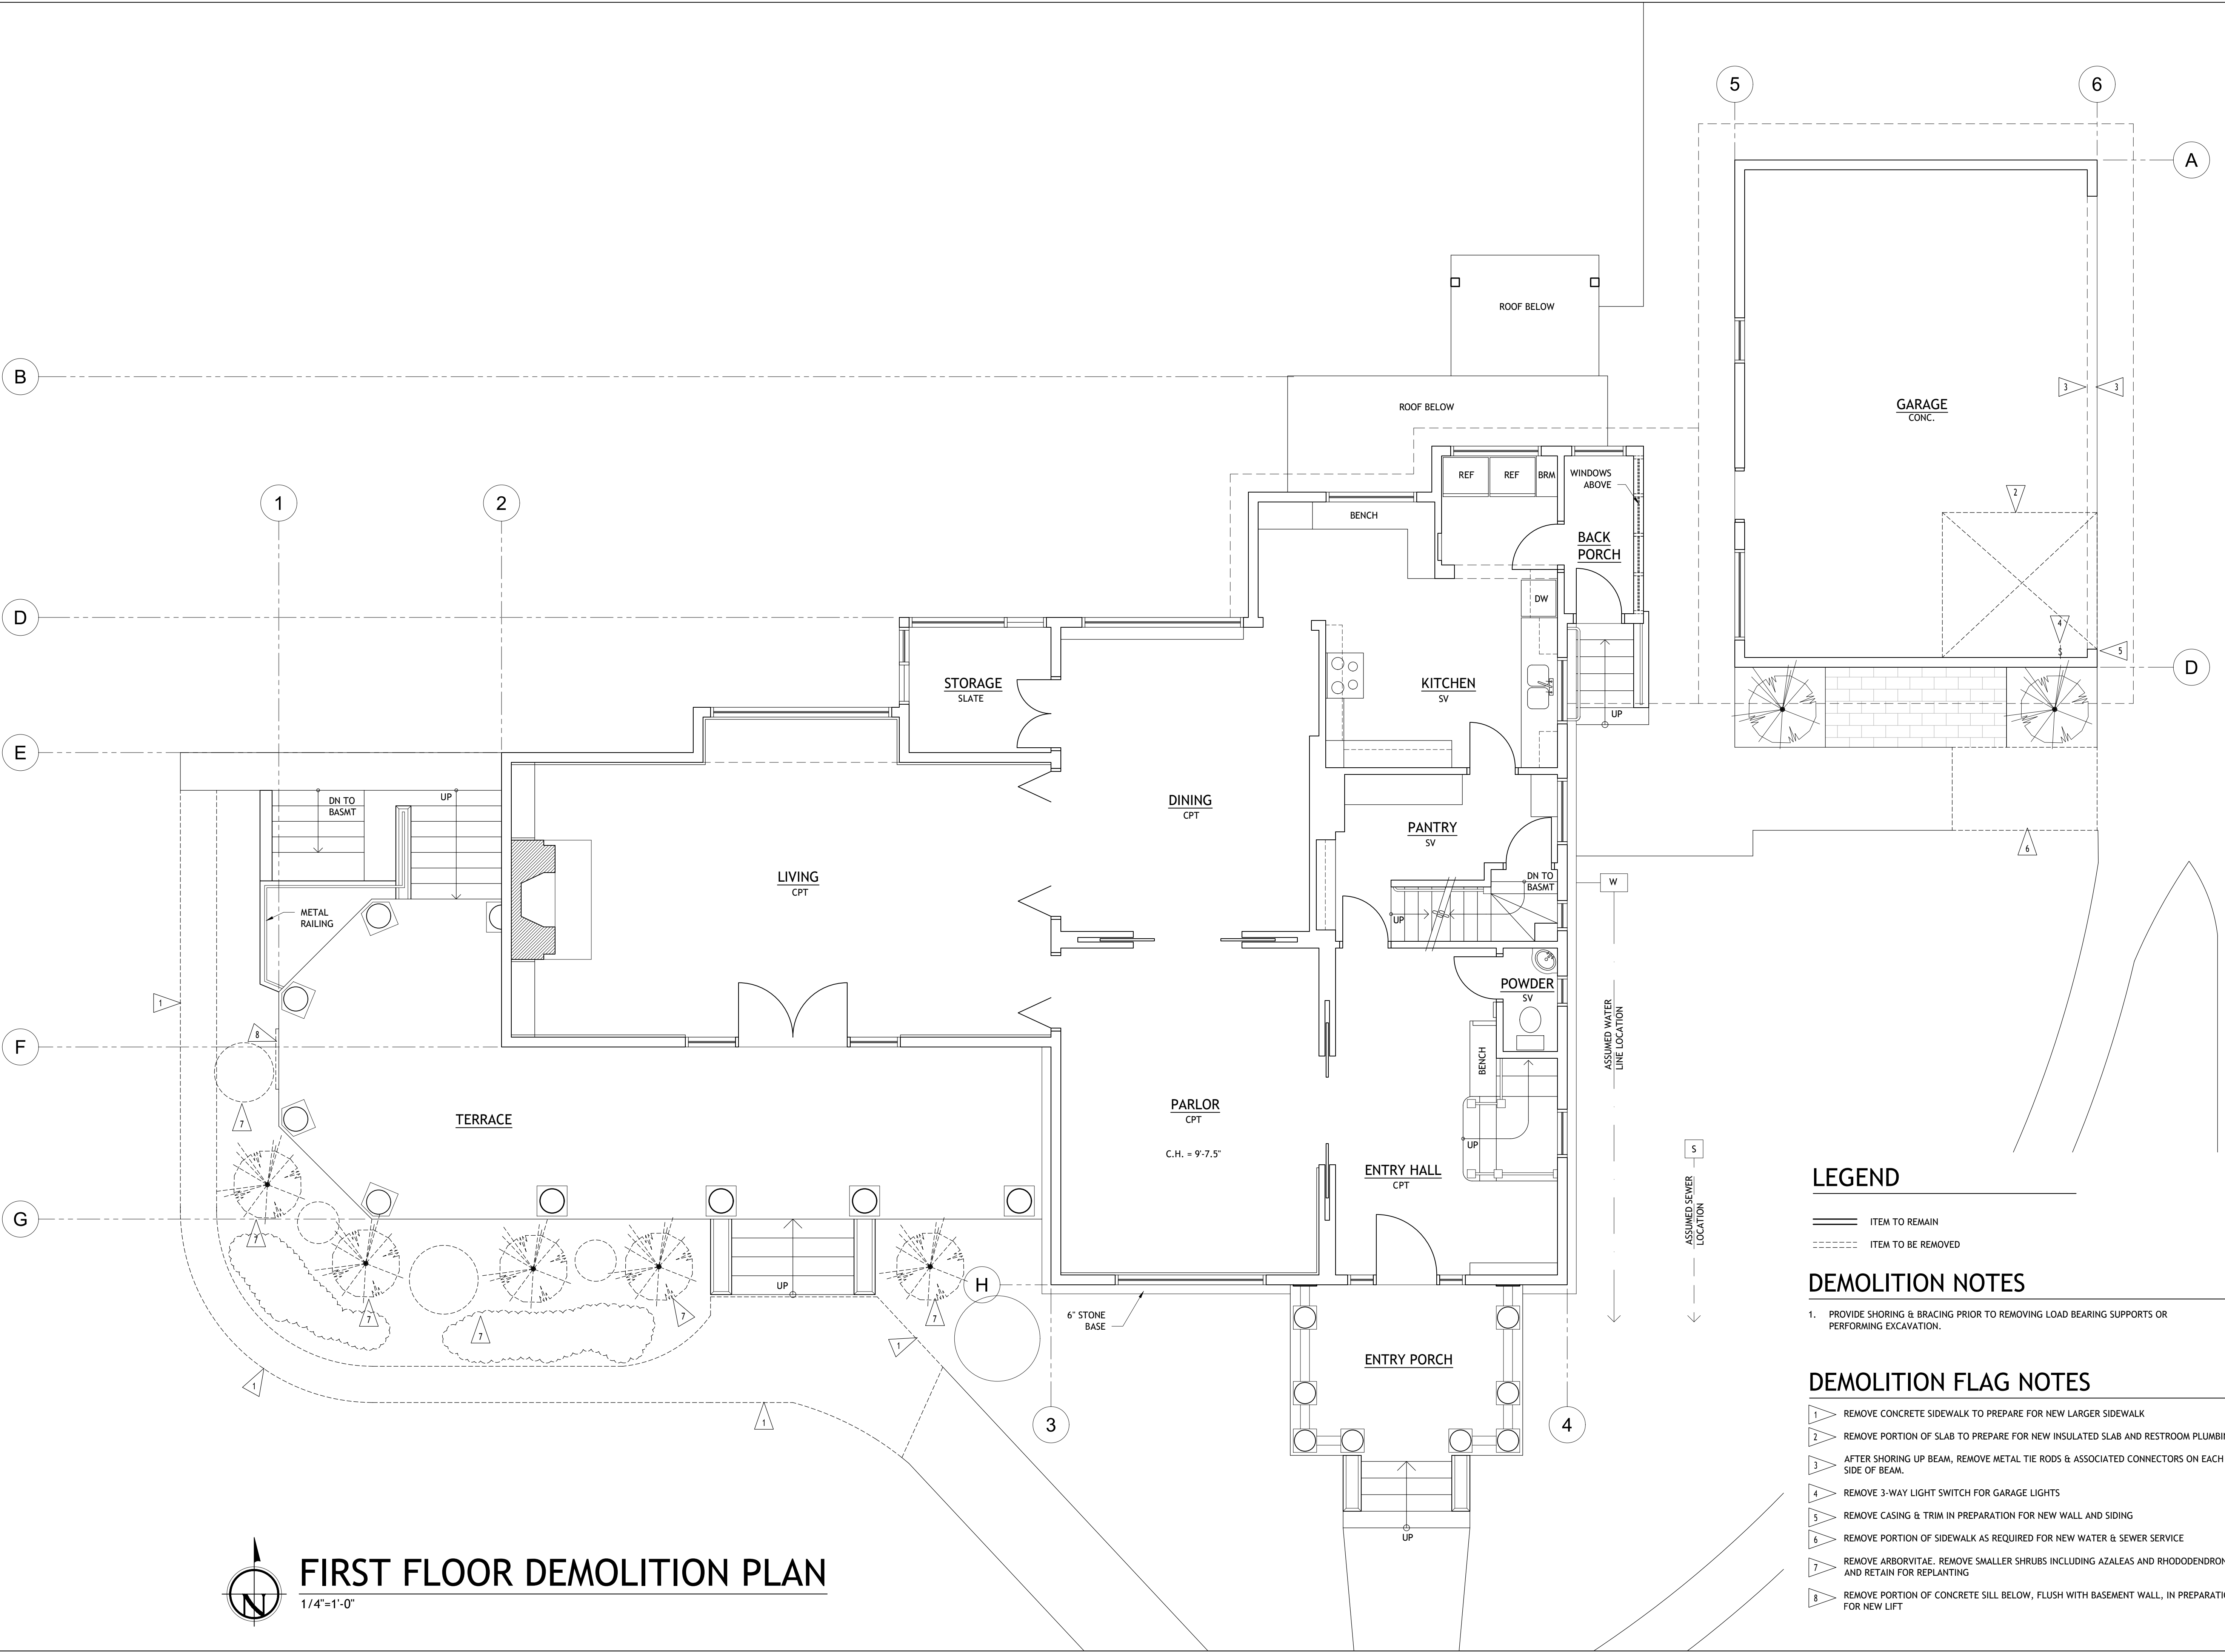 5
6
A
ROOF BELOW
B
ROOF BELOW
3
3
GARAGE
CONC.
REF
REF
BRM
WINDOWS
ABOVE
2
1
2
BENCH
BACK
PORCH
DW
D
4
S
5
D
STORAGE
SLATE
KITCHEN
SV
UP
E
DN TO
BASMT
UP
DINING
CPT
PANTRY
SV
6
LIVING
CPT
DN TO
BASMT
W
METAL
RAILING
UP
POWDER
SV
1
8
F
ASSUMED WATER
LINE LOCATION
BENCH
7
TERRACE
PARLOR
CPT
C.H. = 9'-7.5"
UP
S
ENTRY HALL
CPT
ASSUMED SEWER
LOCATION
LEGEND
ITEM TO REMAIN
ITEM TO BE REMOVED
G
7
UP
H
7
7
7
7
6" STONE
BASE
1
1
1
ENTRY PORCH
3
4
UP
DEMOLITION NOTES
1. PROVIDE SHORING & BRACING PRIOR TO REMOVING LOAD BEARING SUPPORTS OR
PERFORMING EXCAVATION.
DEMOLITION FLAG NOTES
1 REMOVE CONCRETE SIDEWALK TO PREPARE FOR NEW LARGER SIDEWALK
2 REMOVE PORTION OF SLAB TO PREPARE FOR NEW INSULATED SLAB AND RESTROOM PLUMBI
3 AFTER SHORING UP BEAM, REMOVE METAL TIE RODS & ASSOCIATED CONNECTORS ON EACH
SIDE OF BEAM.
4 REMOVE 3-WAY LIGHT SWITCH FOR GARAGE LIGHTS
5 REMOVE CASING & TRIM IN PREPARATION FOR NEW WALL AND SIDING
6 REMOVE PORTION OF SIDEWALK AS REQUIRED FOR NEW WATER & SEWER SERVICE
7 REMOVE ARBORVITAE. REMOVE SMALLER SHRUBS INCLUDING AZALEAS AND RHODODENDRON
AND RETAIN FOR REPLANTING
8 REMOVE PORTION OF CONCRETE SILL BELOW, FLUSH WITH BASEMENT WALL, IN PREPARATI
FOR NEW LIFT
N
FIRST FLOOR DEMOLITION PLAN
1/4"=1'-0"